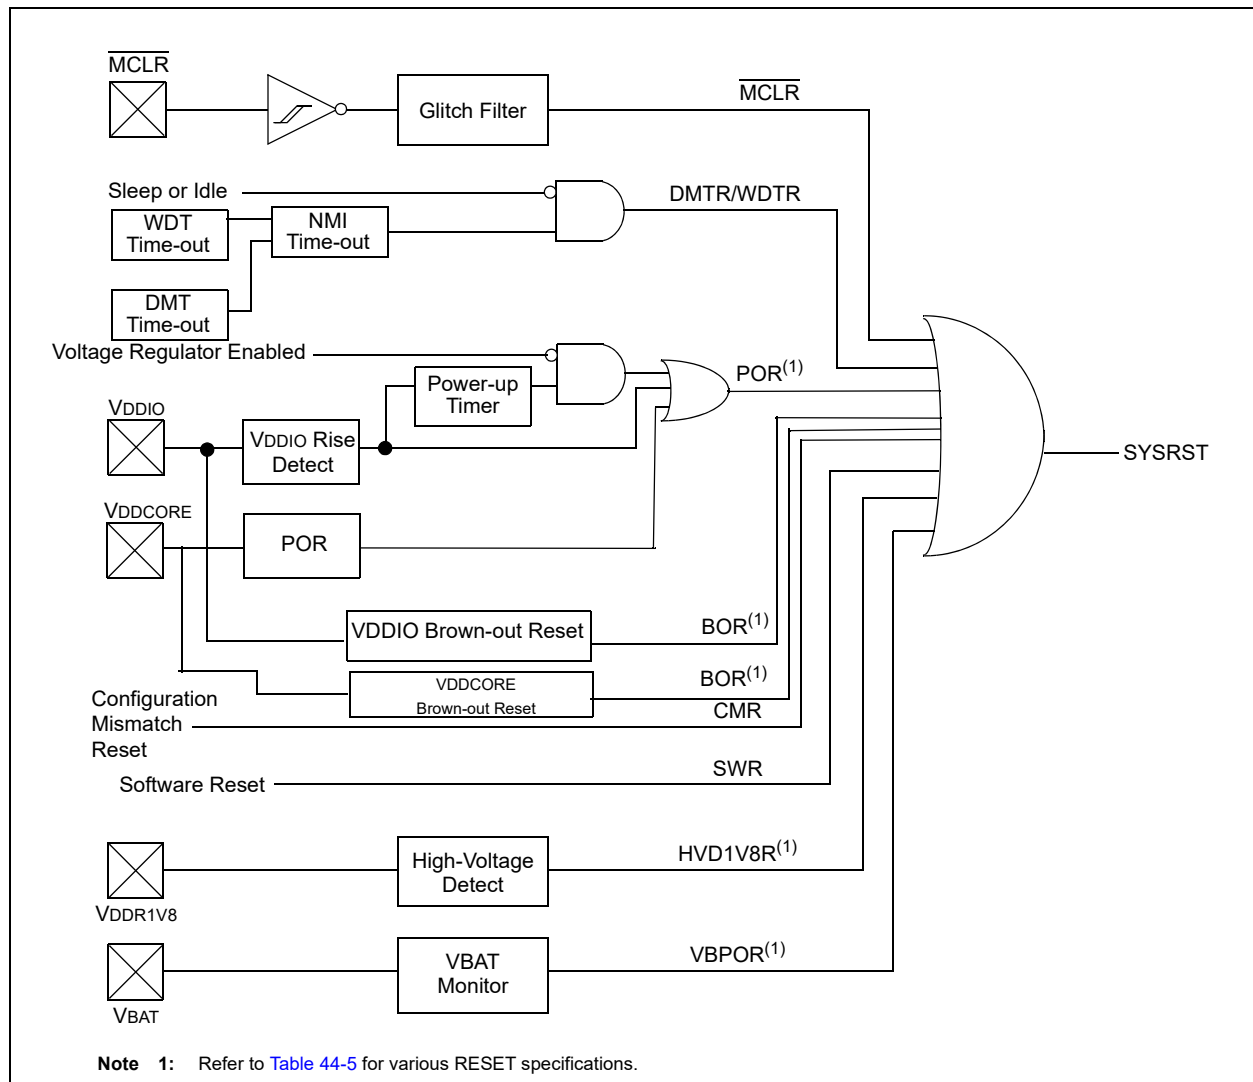 MCLR
Glitch Filter
MCLR
Sleep or Idle
DMTR/WDTR
WDT
Time-out
NMI
Time-out
DMT
Time-out
Voltage Regulator Enabled
Power-up
Timer
POR(1)
VDDIO
VDDIO Rise
Detect
SYSRST
VDDCORE
POR
VDDIO Brown-out Reset
BOR(1)
VDDCORE
Brown-out Reset
BOR(1)
Configuration
Mismatch
Reset
CMR
Software Reset
SWR
High-Voltage
Detect
HVD1V8R(1)
VDDR1V8
VBAT
Monitor
VBPOR(1)
VBAT
Note 1: Refer to Table 44-5 for various RESET specifications.